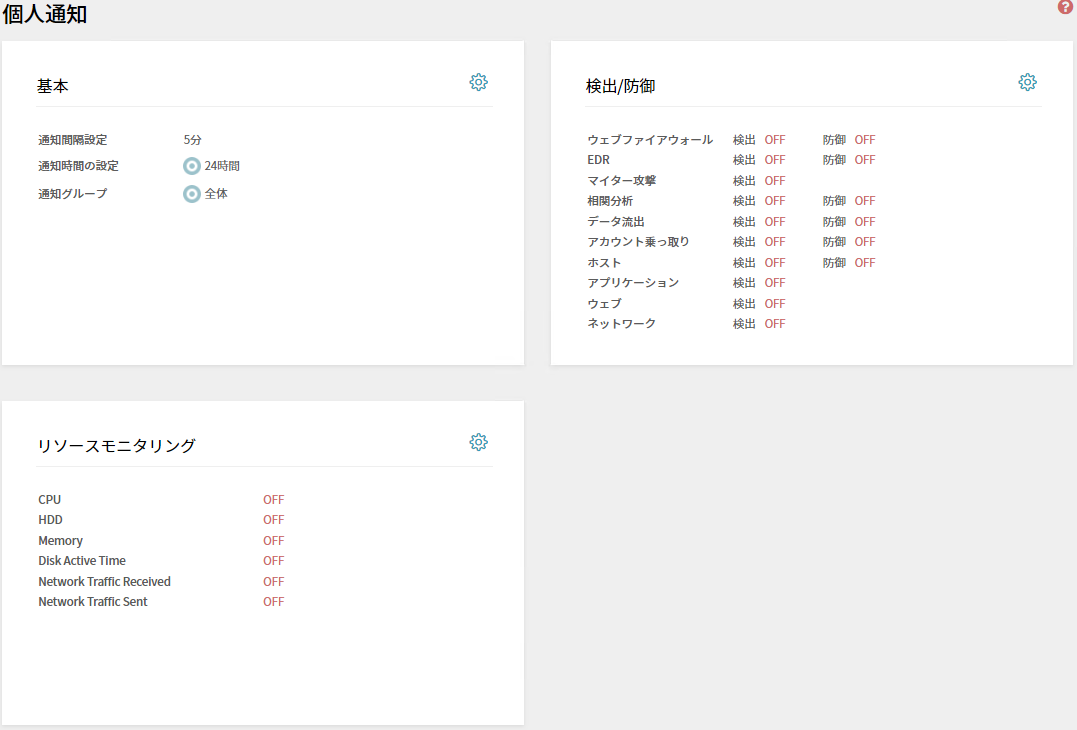 個人通知
?
基本
通知間隔設定 5分
通知時間の設定 24時間
通知グループ 全体
検出/防御
ウェブファイアウォール 検出 OFF 防御 OFF
EDR 検出 OFF 防御 OFF
マイター攻撃 検出 OFF
相関分析 検出 OFF 防御 OFF
データ流出 検出 OFF 防御 OFF
アカウント乗っ取り 検出 OFF 防御 OFF
ホスト 検出 OFF 防御 OFF
アプリケーション 検出 OFF
ウェブ 検出 OFF
ネットワーク 検出 OFF
リソースモニタリング
CPU OFF
HDD OFF
Memory OFF
Disk Active Time OFF
Network Traffic Received OFF
Network Traffic Sent OFF